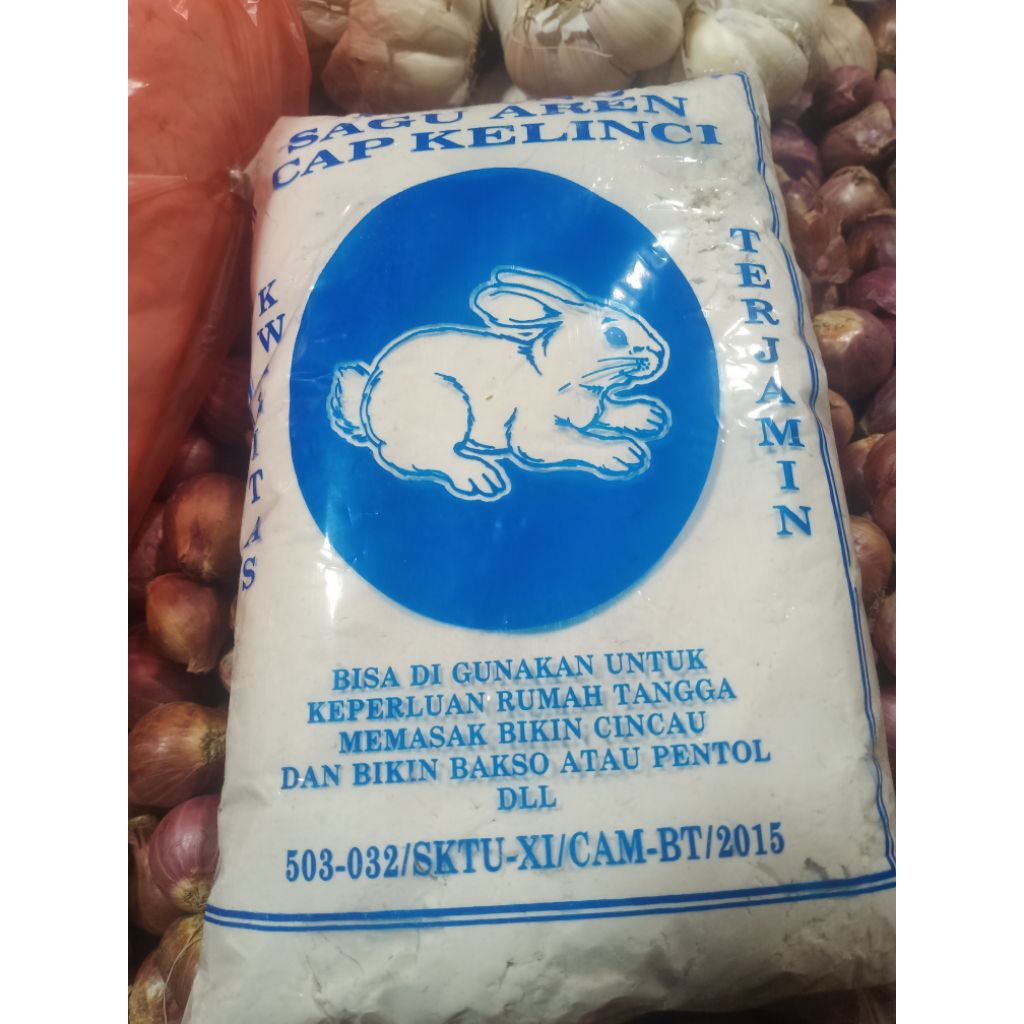 SAGU AREN
CAP KELINCI
KWALITAS
TERJAMIN
BISA DI GUNAKAN UNTUK
KEPERLUAN RUMAH TANGGA
MEMASAK BIKIN CINCAU
DAN BIKIN BAKSO ATAU PENTOL
DLL
503-032/SKTU-XI/CAM-BT/2015